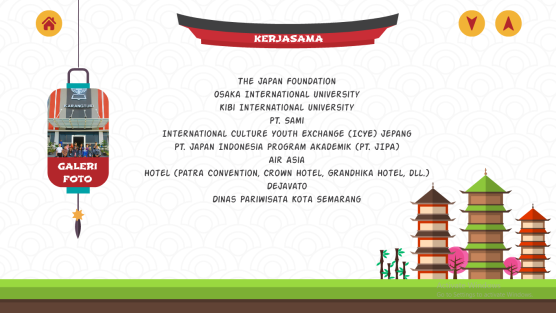 KERJASAMA
THE JAPAN FOUNDATION
OSAKA INTERNATIONAL UNIVERSITY
KIBI INTERNATIONAL UNIVERSITY
PT. SAMI
INTERNATIONAL CULTURE YOUTH EXCHANGE (ICYE) JEPANG
PT. JAPAN INDONESIA PROGRAM AKADEMIK (PT. JIPA)
AIR ASIA
HOTEL (PATRA CONVENTION, CROWN HOTEL, GRANDHIKA HOTEL, DLL.)
DEJAVATO
DINAS PARIWISATA KOTA SEMARANG
GALERI
FOTO